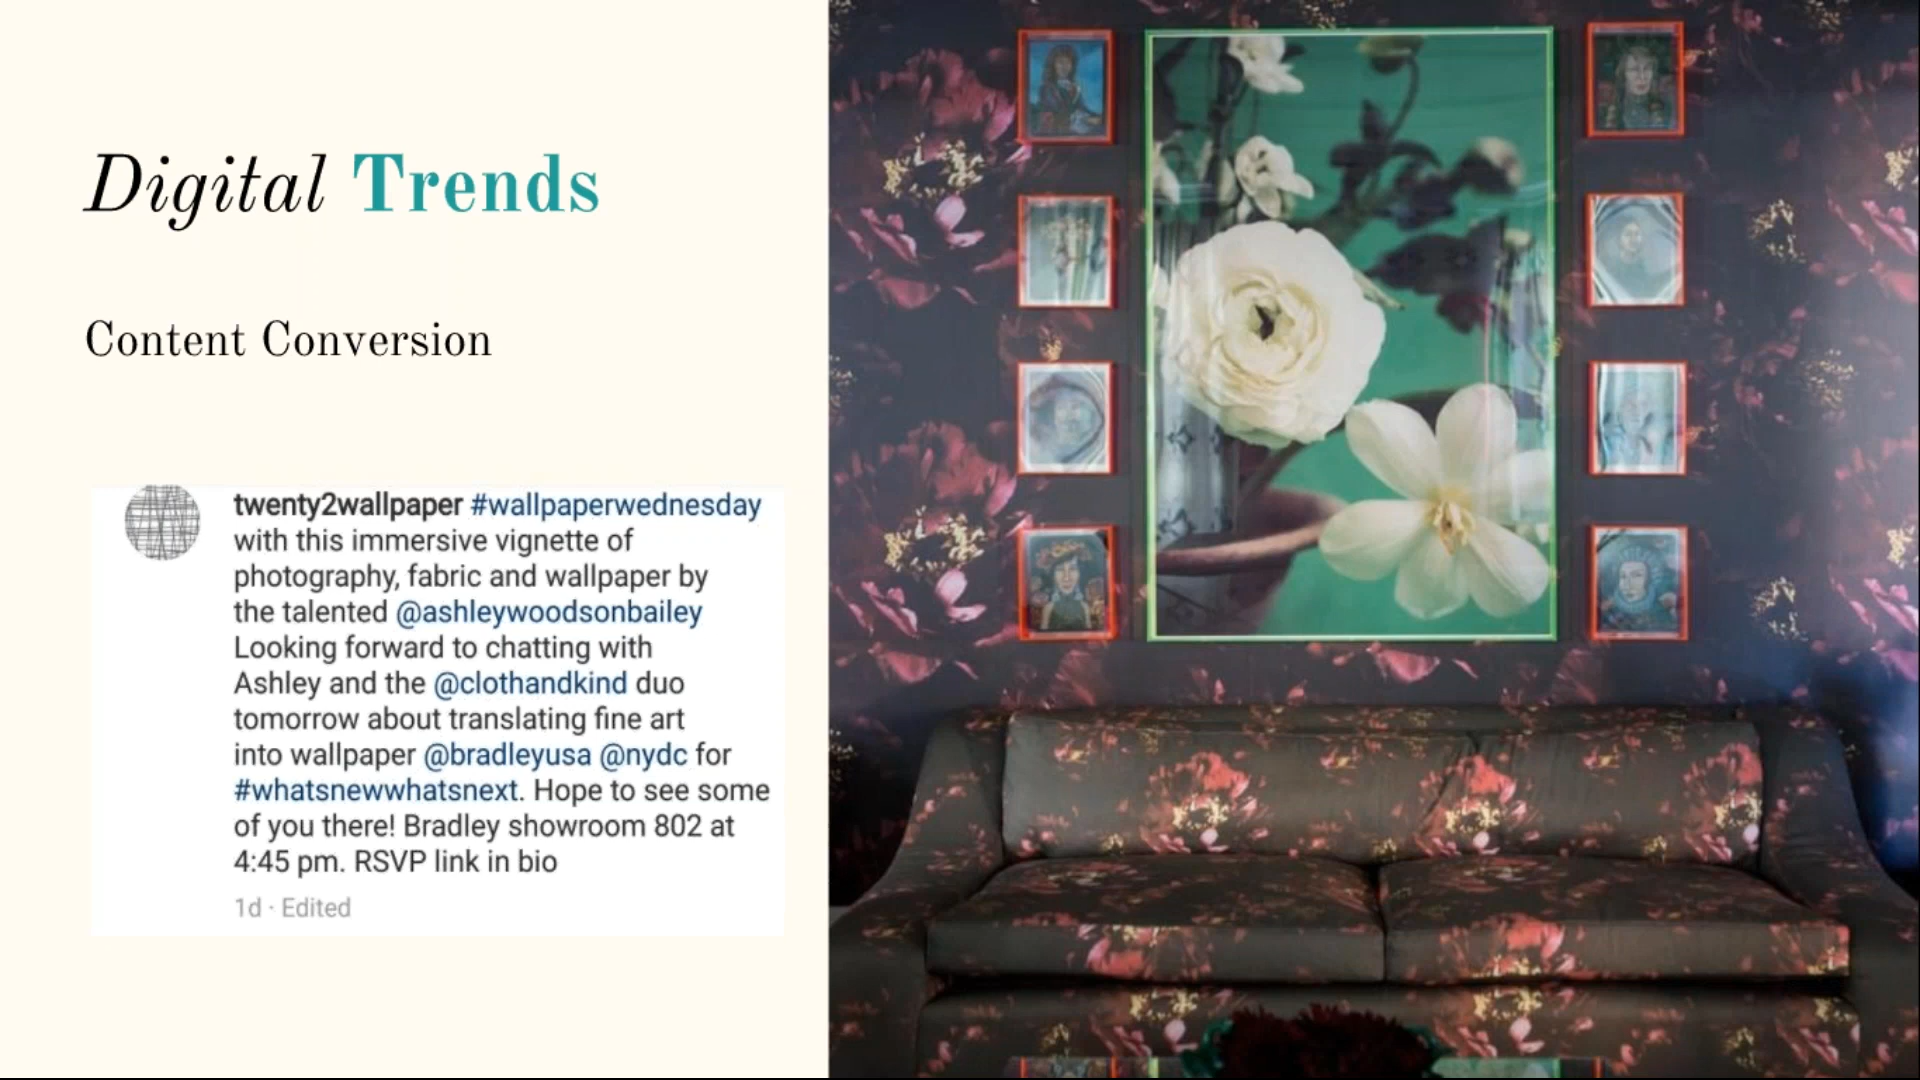 Digital Trends
Content Conversion
twenty2wallpaper #wallpaperwednesday
with this immersive vignette of
photography, fabric and wallpaper by
the talented @ashleywoodsonbailey
Looking forward to chatting with
Ashley and the @clothandkind duo
tomorrow about translating fine art
into wallpaper @bradleyusa @nydc for
#whatsnewwhatsnext. Hope to see some
of you there! Bradley showroom 802 at
4:45 pm. RSVP link in bio
1d · Edited